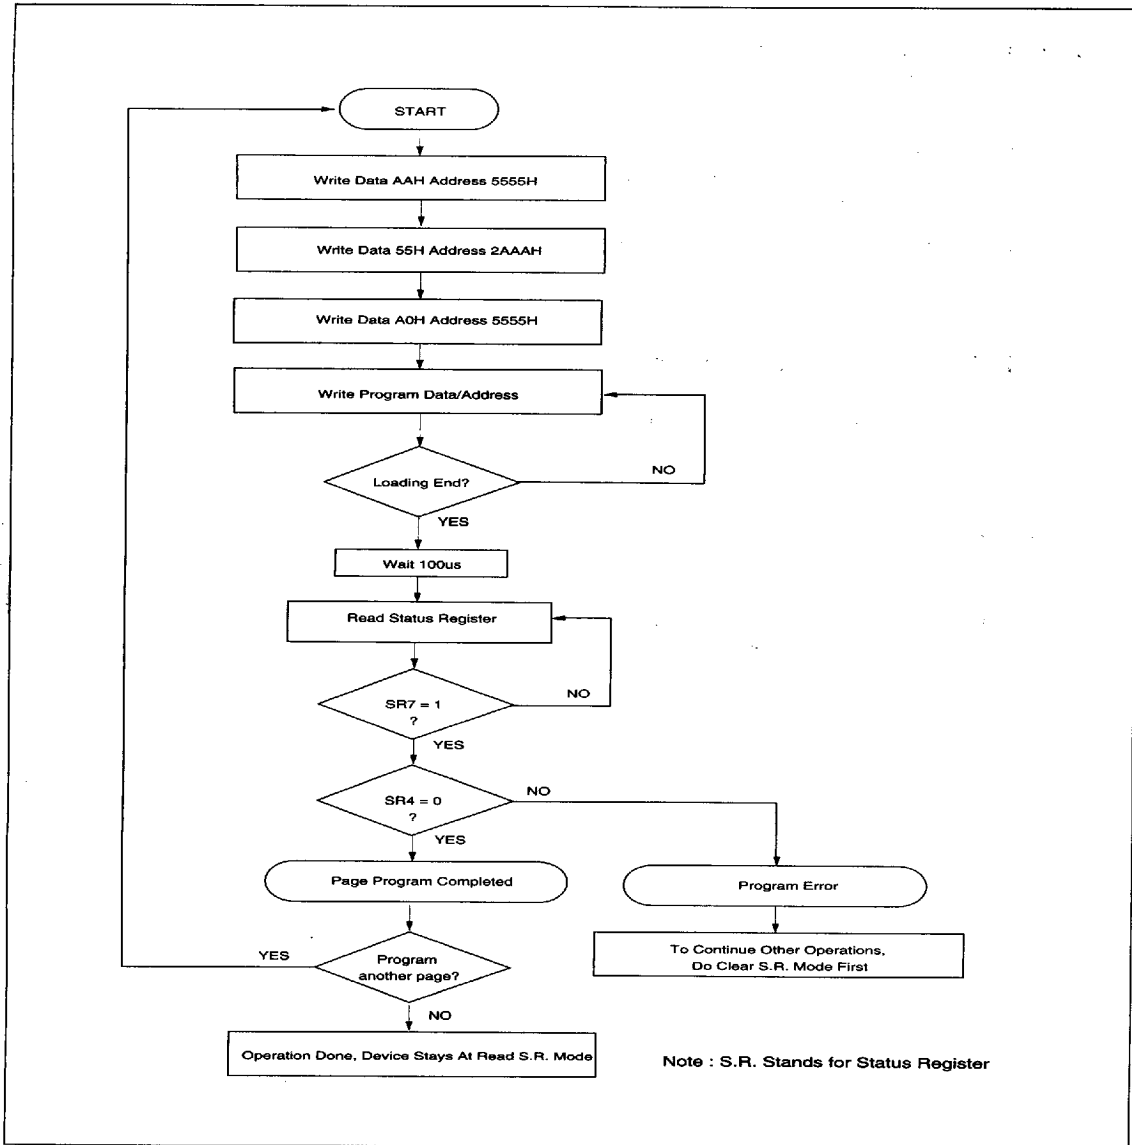 START
Write Data AAH Address 5555H
Write Data 55H Address 2AAAH
Write Data A0H Address 5555H
Write Program Data/Address
Loading End?
NO
YES
Wait 100us
Read Status Register
SR7 = 1
?
NO
YES
SR4 = 0
?
NO
YES
Page Program Completed
Program Error
To Continue Other Operations,
Do Clear S.R. Mode First
YES
Program
another page?
NO
Operation Done, Device Stays At Read S.R. Mode
Note : S.R. Stands for Status Register